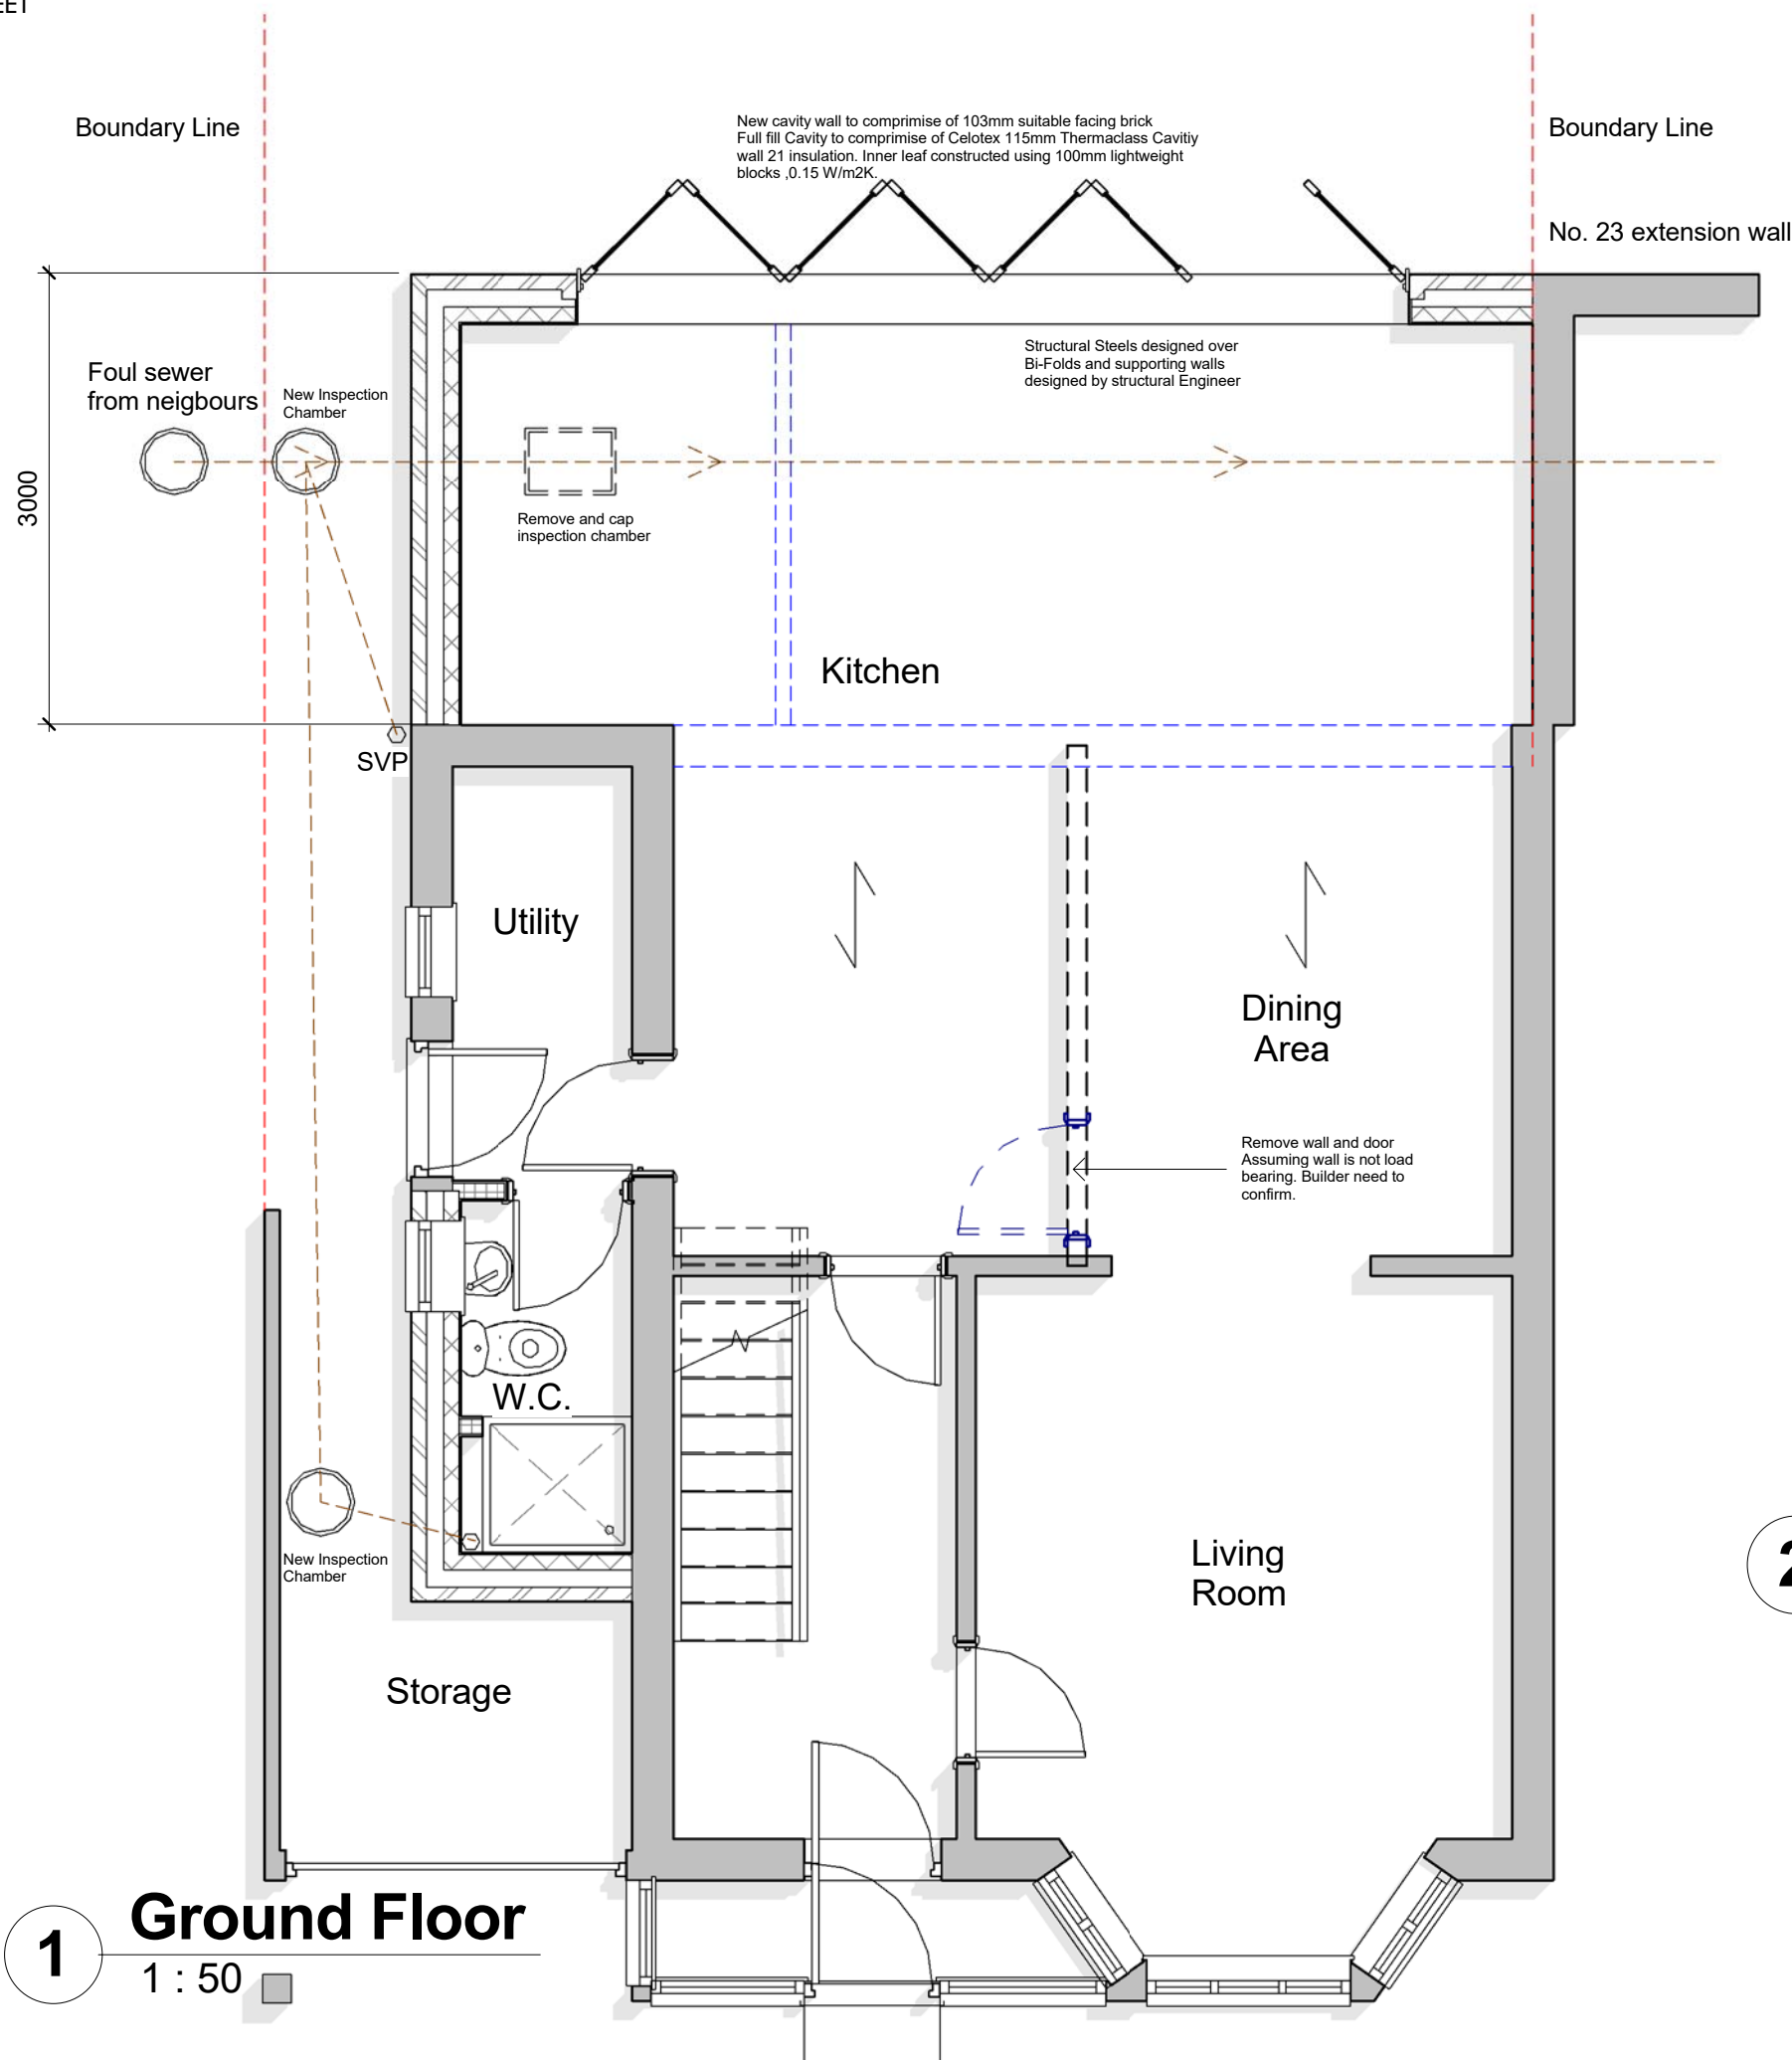 EET
Boundary Line
New cavity wall to comprimise of 103mm suitable facing brick
Full fill Cavity to comprimise of Celotex 115mm Thermaclass Cavitiy
wall 21 insulation. Inner leaf constructed using 100mm lightweight
blocks ,0.15 W/m2K.
Boundary Line
No. 23 extension wall
Structural Steels designed over
Bi-Folds and supporting walls
designed by structural Engineer
Foul sewer
from neigbours
New Inspection
Chamber
3000
Remove and cap
inspection chamber
Kitchen
SVP
Utility
Dining
Area
Remove wall and door
Assuming wall is not load
bearing. Builder need to
confirm.
W.C.
New Inspection
Chamber
Living
Room
2
Storage
1
Ground Floor
1 : 50